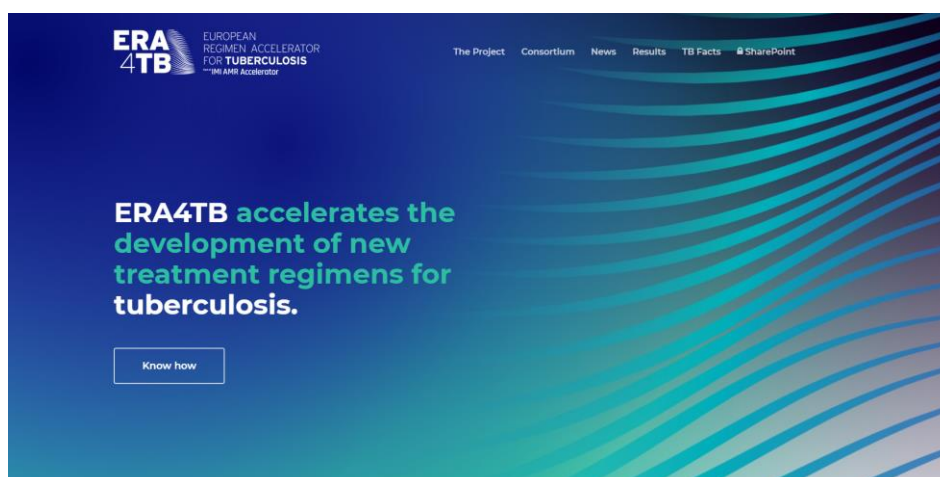 ERA
4TB
EUROPEAN
REGIMEN ACCELERATOR
FOR TUBERCULOSIS
IMI AMR Accelerator
The Project Consortium News Results TB Facts SharePoint
ERA4TB accelerates the
development of new
treatment regimens for
tuberculosis.
Know how